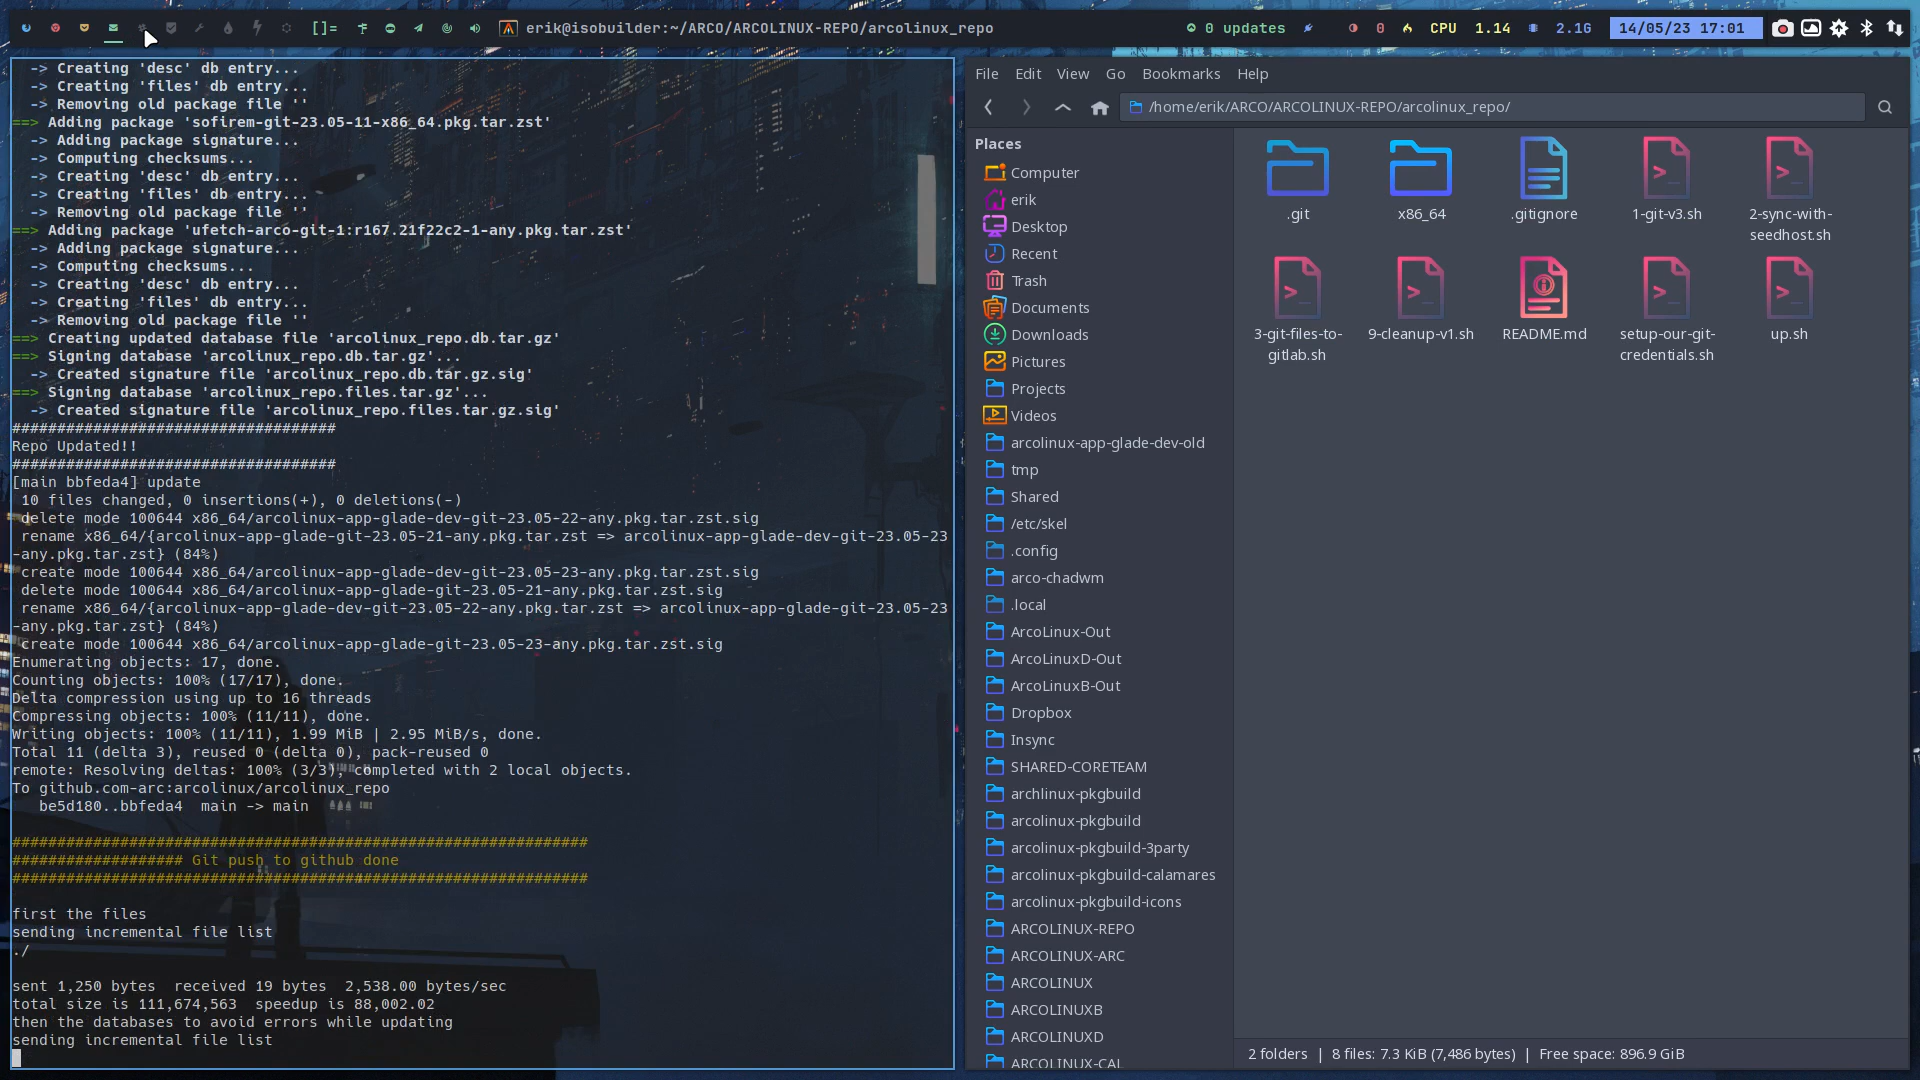 []=
erik@isobuilder:~/ARCO/ARCOLINUX-REPO/arcolinux_repo
0 updates
0
CPU 1.14
2.1G
14/05/23 17:01
-> Creating 'desc' db entry...
-> Creating 'files' db entry...
-> Removing old package file ''
==> Adding package 'sofirem-git-23.05-11-x86_64.pkg.tar.zst'
-> Adding package signature...
-> Computing checksums...
-> Creating 'desc' db entry...
-> Creating 'files' db entry...
-> Removing old package file ''
==> Adding package 'ufetch-arco-git-1:r167.21f22c2-1-any.pkg.tar.zst'
-> Adding package signature...
-> Computing checksums...
-> Creating 'desc' db entry...
-> Creating 'files' db entry...
-> Removing old package file ''
==> Creating updated database file 'arcolinux_repo.db.tar.gz'
==> Signing database 'arcolinux_repo.db.tar.gz'...
-> Created signature file 'arcolinux_repo.db.tar.gz.sig'
==> Signing database 'arcolinux_repo.files.tar.gz'...
-> Created signature file 'arcolinux_repo.files.tar.gz.sig'
####################################
Repo Updated!!
####################################
[main bbfeda4] update
10 files changed, 0 insertions(+), 0 deletions(-)
delete mode 100644 x86_64/arcolinux-app-glade-dev-git-23.05-22-any.pkg.tar.zst.sig
rename x86_64/{arcolinux-app-glade-git-23.05-21-any.pkg.tar.zst => arcolinux-app-glade-dev-git-23.05-23
-any.pkg.tar.zst} (84%)
create mode 100644 x86_64/arcolinux-app-glade-dev-git-23.05-23-any.pkg.tar.zst.sig
delete mode 100644 x86_64/arcolinux-app-glade-git-23.05-21-any.pkg.tar.zst.sig
rename x86_64/{arcolinux-app-glade-dev-git-23.05-22-any.pkg.tar.zst => arcolinux-app-glade-git-23.05-23
-any.pkg.tar.zst} (84%)
create mode 100644 x86_64/arcolinux-app-glade-git-23.05-23-any.pkg.tar.zst.sig
Enumerating objects: 17, done.
Counting objects: 100% (17/17), done.
Delta compression using up to 16 threads
Compressing objects: 100% (11/11), done.
Writing objects: 100% (11/11), 1.99 MiB | 2.95 MiB/s, done.
Total 11 (delta 3), reused 0 (delta 0), pack-reused 0
remote: Resolving deltas: 100% (3/3), completed with 2 local objects.
To github.com-arc:arcolinux/arcolinux_repo
be5d180..bbfeda4  main -> main
################################################################
################### Git push to github done
################################################################
first the files
sending incremental file list
./
sent 1,250 bytes  received 19 bytes  2,538.00 bytes/sec
total size is 111,674,563  speedup is 88,002.02
then the databases to avoid errors while updating
sending incremental file list
File Edit View Go Bookmarks Help
/home/erik/ARCO/ARCOLINUX-REPO/arcolinux_repo/
Places
Computer
erik
Desktop
Recent
Trash
Documents
Downloads
Pictures
Projects
Videos
arcolinux-app-glade-dev-old
tmp
Shared
/etc/skel
.config
arco-chadwm
.local
ArcoLinux-Out
ArcoLinuxD-Out
ArcoLinuxB-Out
Dropbox
Insync
SHARED-CORETEAM
archlinux-pkgbuild
arcolinux-pkgbuild
arcolinux-pkgbuild-3party
arcolinux-pkgbuild-calamares
arcolinux-pkgbuild-icons
ARCOLINUX-REPO
ARCOLINUX-ARC
ARCOLINUX
ARCOLINUXB
ARCOLINUXD
ARCOLINUX-CAL
.git
x86_64
.gitignore
1-git-v3.sh
2-sync-with-
seedhost.sh
3-git-files-to-
gitlab.sh
9-cleanup-v1.sh
README.md
setup-our-git-
credentials.sh
up.sh
2 folders | 8 files: 7.3 KiB (7,486 bytes) | Free space: 896.9 GiB